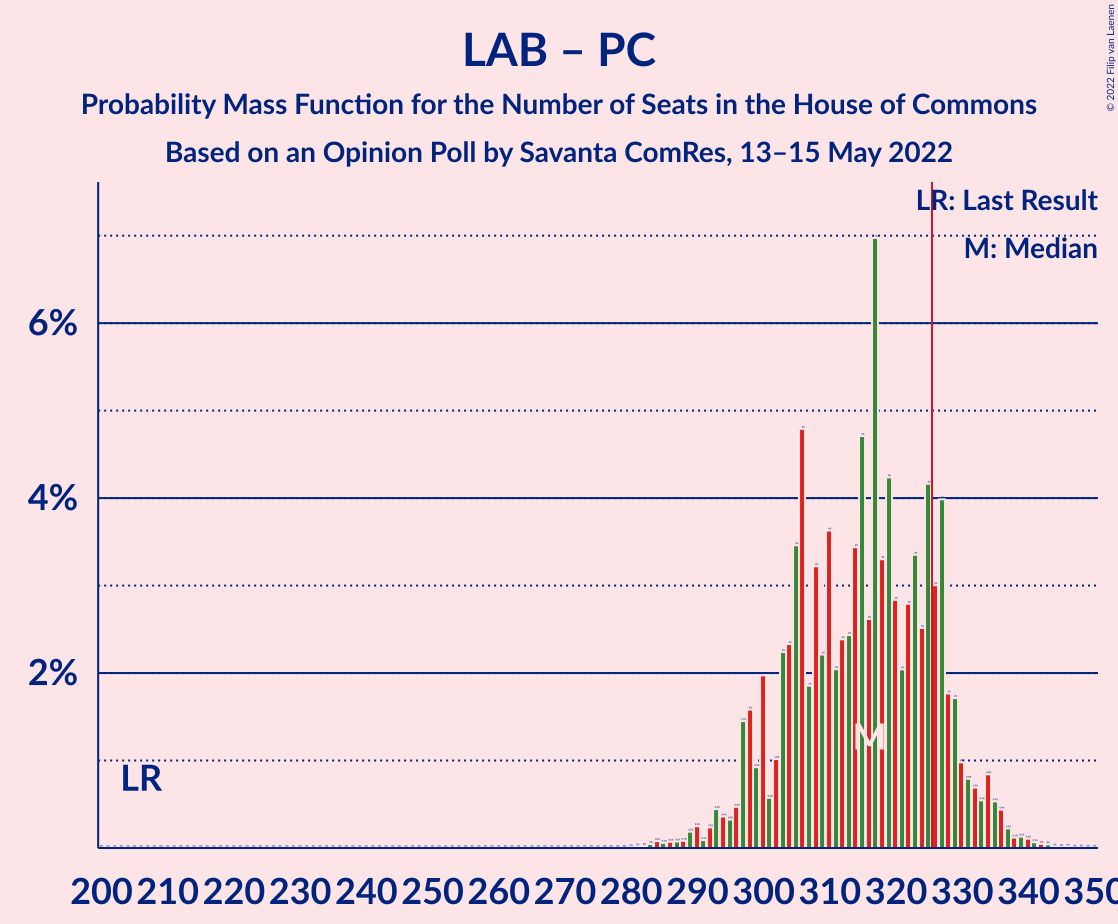 LAB – PC
Probability Mass Function for the Number of Seats in the House of Commons
Based on an Opinion Poll by Savanta ComRes, 13–15 May 2022
© 2022 Filip van Laenen
LR: Last Result
M: Median
6%
4%
2%
LR
M
200 210 220 230 240 250 260 270 280 290 300 310 320 330 340 350